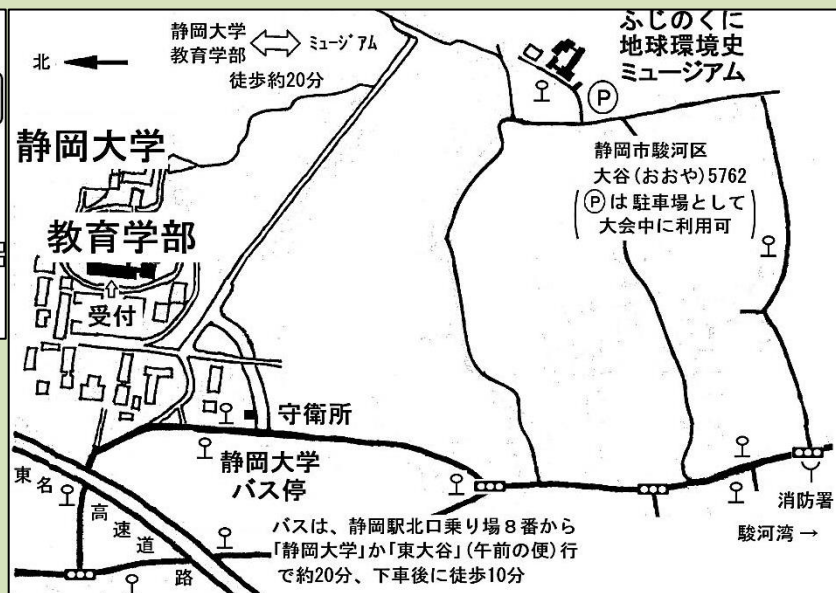 静岡大学
教育学部
ミュージアム
徒歩約20分
北
ふじのくに
地球環境史
ミュージアム
P
静岡大学
静岡市駿河区
大谷(おおや)5762
Pは駐車場として
大会中に利用可
教育学部
受付
守衛所
静岡大学
バス停
東名高速道路
消防署
駿河湾→
バスは、静岡駅北口乗り場8番から
「静岡大学」か「東大谷」(午前の便)行
で約20分、下車後に徒歩10分